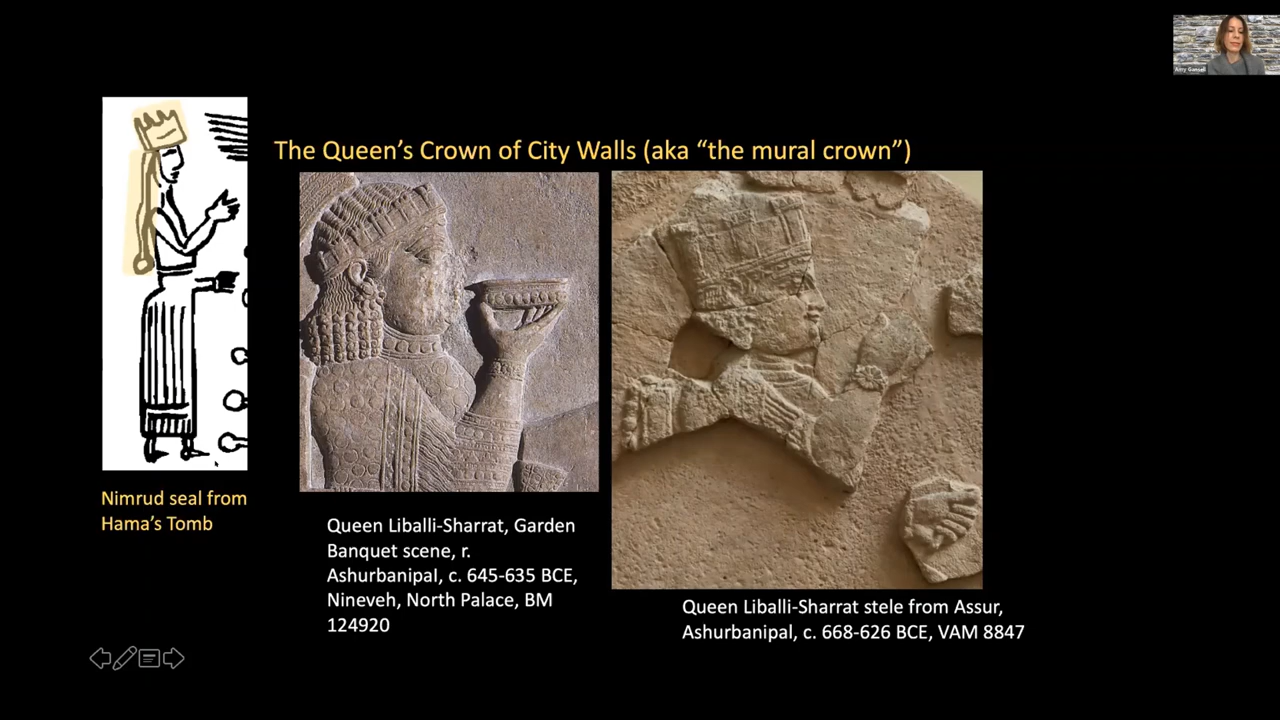 Amy Gansell
The Queen's Crown of City Walls (aka “the mural crown”)
Nimrud seal from
Hama's Tomb
Queen Liballi-Sharrat, Garden
Banquet scene, r.
Ashurbanipal, c. 645-635 BCE,
Nineveh, North Palace, BM
124920
Queen Liballi-Sharrat stele from Assur,
Ashurbanipal, c. 668-626 BCE, VAM 8847